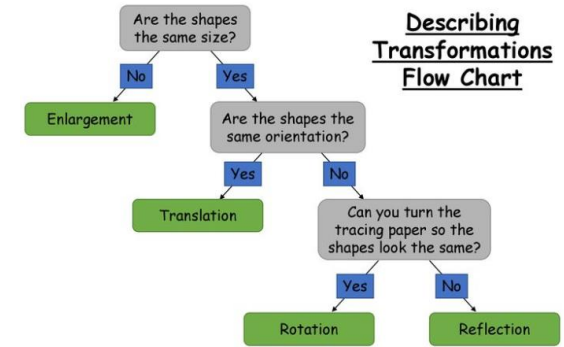 Describing
Transformations
Flow Chart
Are the shapes
the same size?
No
Yes
Enlargement
Are the shapes the
same orientation?
Yes
No
Translation
Can you turn the
tracing paper so the
shapes look the same?
Yes
No
Rotation
Reflection